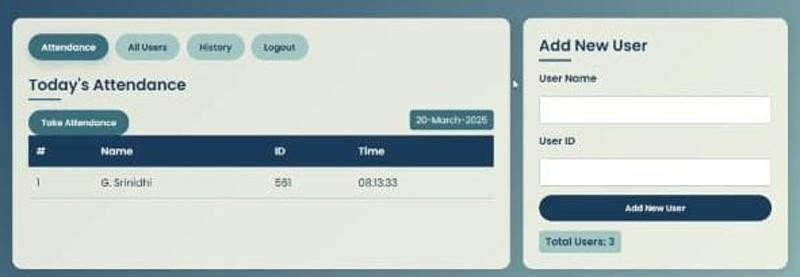 Attendance All Users History Logout
Today's Attendance
Take Attendance 20-March-2025
# Name ID Time
1 G. Srinidhi 561 08:13:33
Add New User
User Name
User ID
Add New User
Total Users: 3